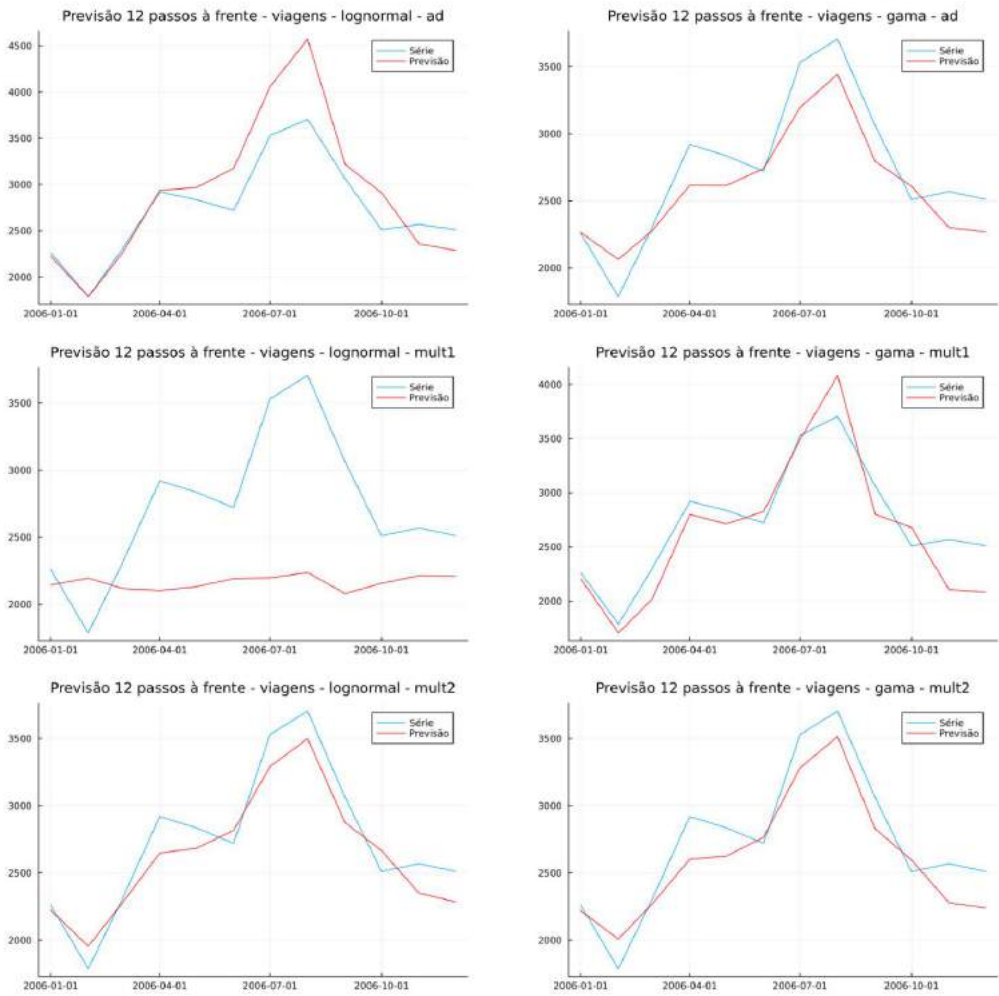 Previsão 12 passos à frente - viagens - lognormal - ad
4500
4000
3500
3000
2500
2000
Série
Previsão
2006-01-01 2006-04-01 2006-07-01 2006-10-01
Previsão 12 passos à frente - viagens - gama - ad
3500
3000
2500
2000
Série
Previsão
2006-01-01 2006-04-01 2006-07-01 2006-10-01
Previsão 12 passos à frente - viagens - lognormal - mult1
3500
3000
2500
2000
Série
Previsão
2006-01-01 2006-04-01 2006-07-01 2006-10-01
Previsão 12 passos à frente - viagens - gama - mult1
4000
3500
3000
2500
2000
Série
Previsão
2006-01-01 2006-04-01 2006-07-01 2006-10-01
Previsão 12 passos à frente - viagens - lognormal - mult2
3500
3000
2500
2000
Série
Previsão
2006-01-01 2006-04-01 2006-07-01 2006-10-01
Previsão 12 passos à frente - viagens - gama - mult2
3500
3000
2500
2000
Série
Previsão
2006-01-01 2006-04-01 2006-07-01 2006-10-01